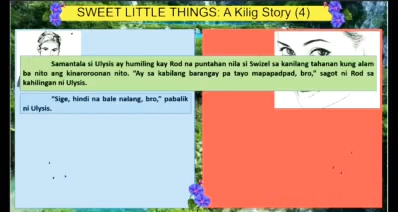 SWEET LITTLE THINGS: A Kilig Story (4)
Samantala si Ulysis ay humiling kay Rod na puntahan nila si Swizel sa kanilang tahanan kung alam
ba nito ang kinaroroonan nito. “Ay sa kabilang barangay pa tayo mapapadpad, bro,” sagot ni Rod sa
kahilingan ni Ulysis.
“Sige, hindi na bale nalang, bro,” pabalik
ni Ulysis.